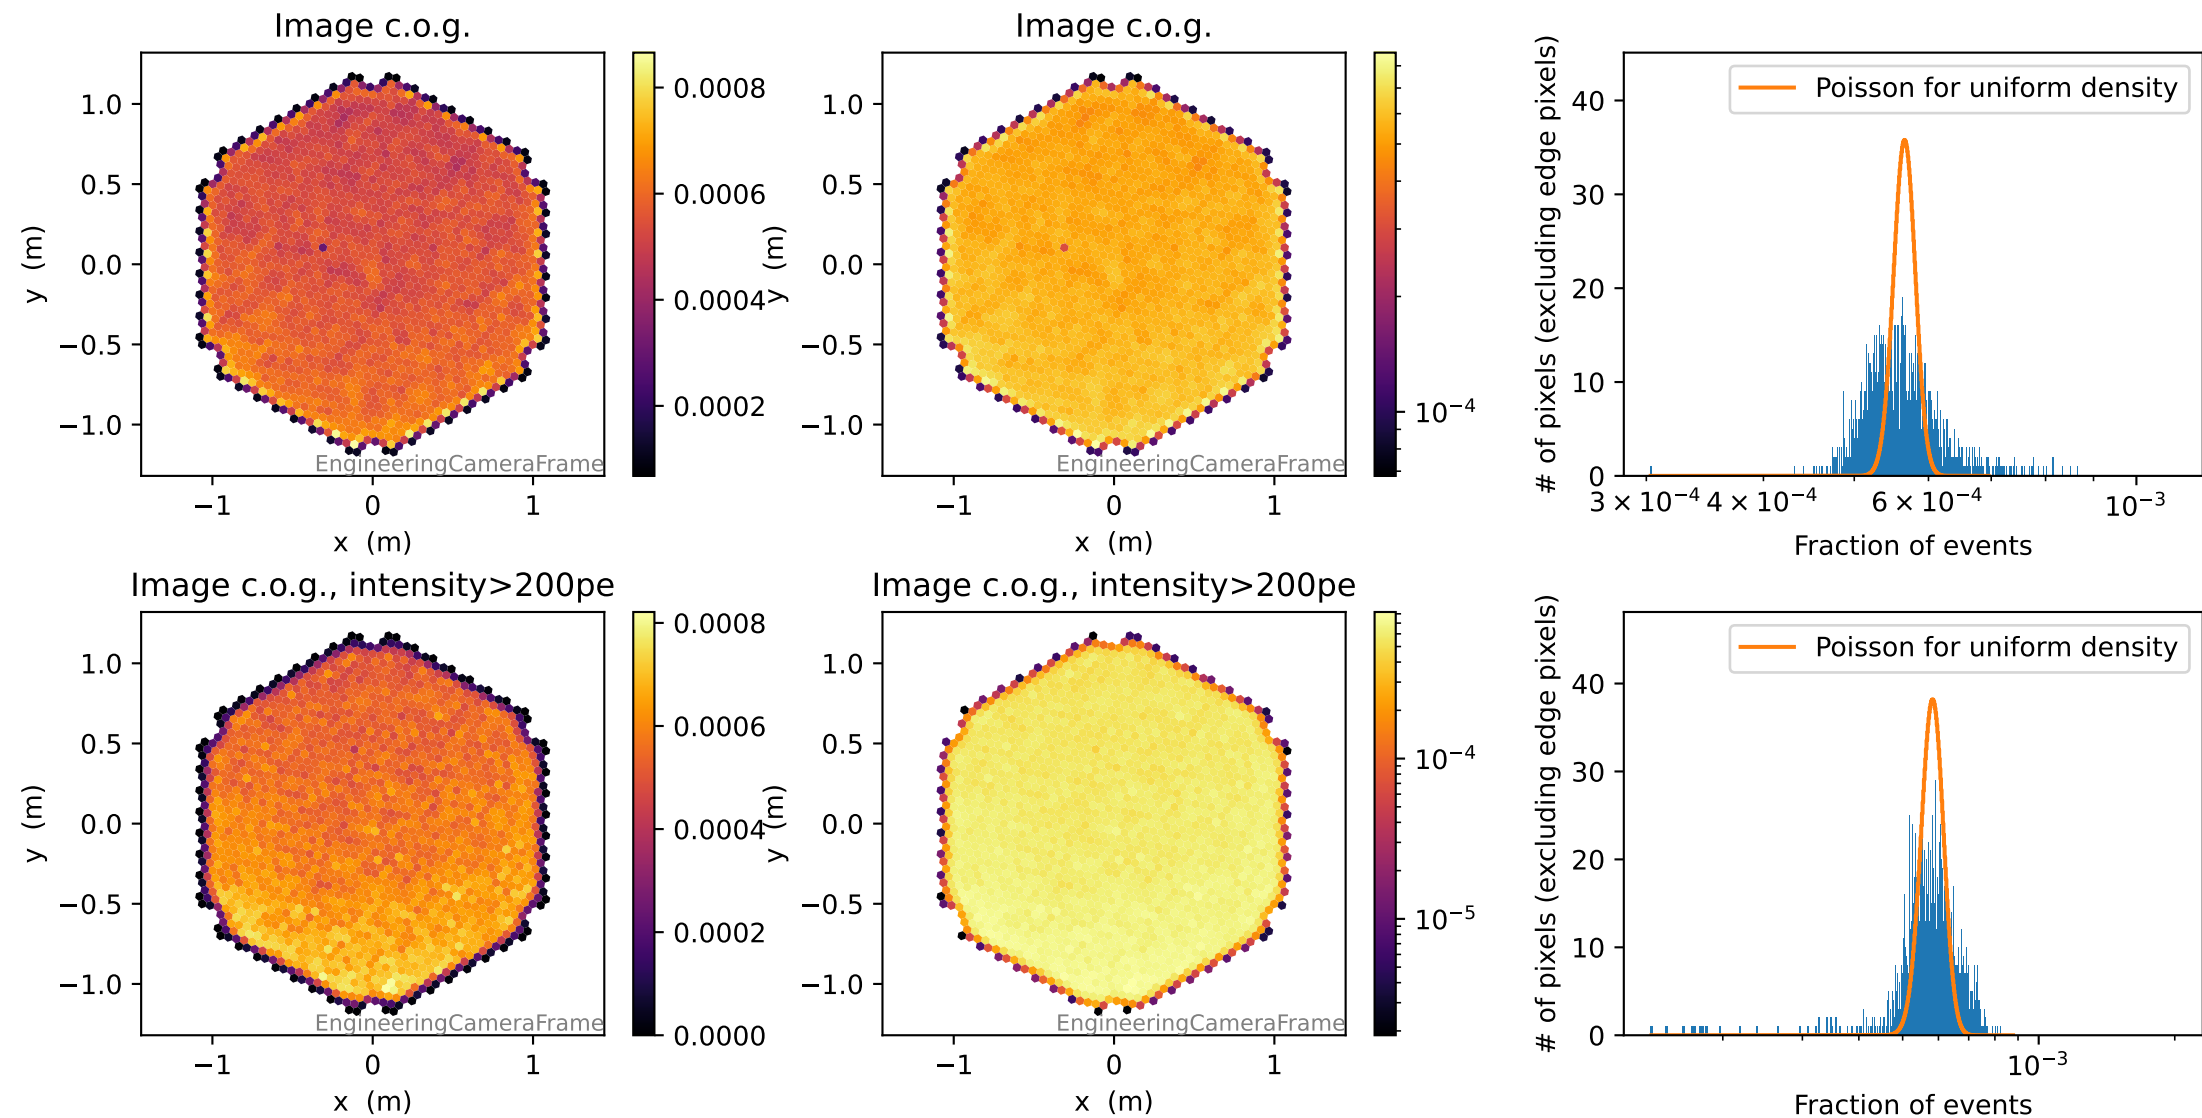 Image c.o.g.
1.0
0.5
0.0
−0.5
−1.0
y (m)
−1 0 1
x (m)
EngineeringCameraFrame
0.0008
0.0006
0.0004
0.0002
Image c.o.g.
1.0
0.5
0.0
−0.5
−1.0
y (m)
−1 0 1
x (m)
EngineeringCameraFrame
10⁻⁴
Poisson for uniform density
# of pixels (excluding edge pixels)
40
30
20
10
0
3 × 10⁻⁴ 4 × 10⁻⁴ 6 × 10⁻⁴ 10⁻³
Fraction of events
Image c.o.g., intensity>200pe
1.0
0.5
0.0
−0.5
−1.0
y (m)
−1 0 1
x (m)
EngineeringCameraFrame
0.0008
0.0006
0.0004
0.0002
0.0000
Image c.o.g., intensity>200pe
1.0
0.5
0.0
−0.5
−1.0
y (m)
−1 0 1
x (m)
EngineeringCameraFrame
10⁻⁴
10⁻⁵
Poisson for uniform density
# of pixels (excluding edge pixels)
40
30
20
10
0
10⁻³
Fraction of events